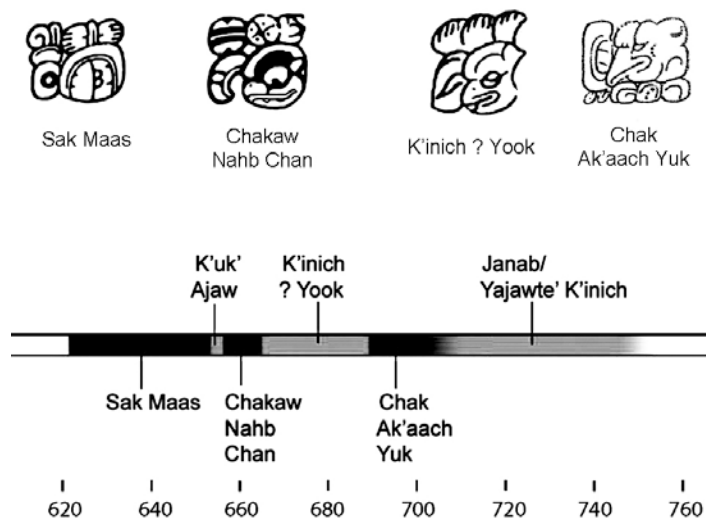 Sak Maas
Chakaw
Nahb Chan
K'inich ? Yook
Chak
Ak'aach Yuk
K'uk'
Ajaw
K'inich
? Yook
Janab/
Yajawte' K'inich
Sak Maas
Chakaw
Nahb
Chan
Chak
Ak'aach
Yuk
620 640 660 680 700 720 740 760